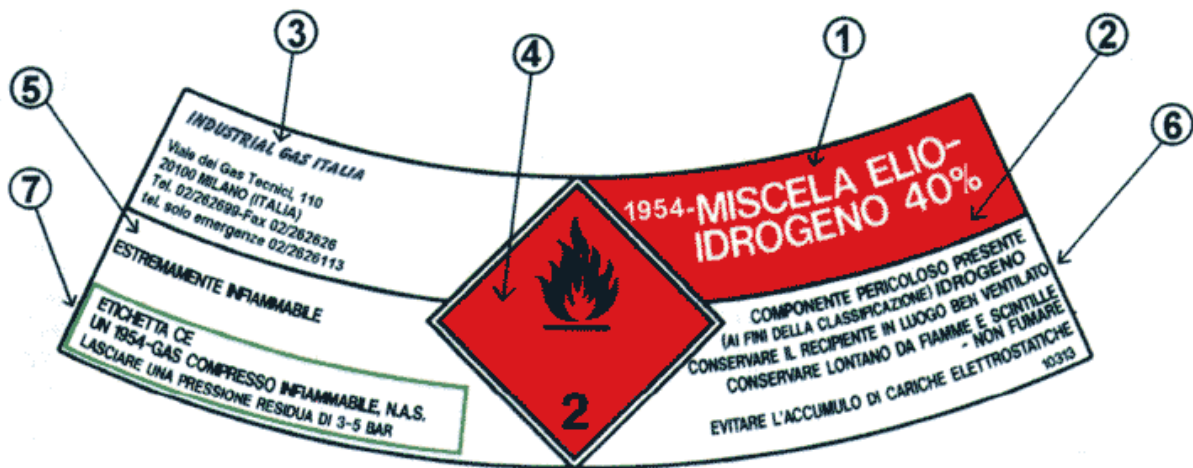 3
4
1
2
5
6
7
INDUSTRIAL GAS ITALIA
Viale dei Gas Tecnici, 110
20100 MILANO (ITALIA)
Tel. 02/262699-Fax 02/262626
tel. solo emergenze 02/2626113
ESTREMAMENTE INFIAMMABILE
ETICHETTA CE
UN 1954-GAS COMPRESSO INFIAMMABILE, N.A.S.
LASCIARE UNA PRESSIONE RESIDUA DI 3-5 BAR
2
1954-MISCELA ELIO-
IDROGENO 40%
COMPONENTE PERICOLOSO PRESENTE
(AI FINI DELLA CLASSIFICAZIONE) IDROGENO
CONSERVARE IL RECIPIENTE IN LUOGO BEN VENTILATO
CONSERVARE LONTANO DA FIAMME E SCINTILLE
- NON FUMARE
EVITARE L'ACCUMULO DI CARICHE ELETTROSTATICHE
10313